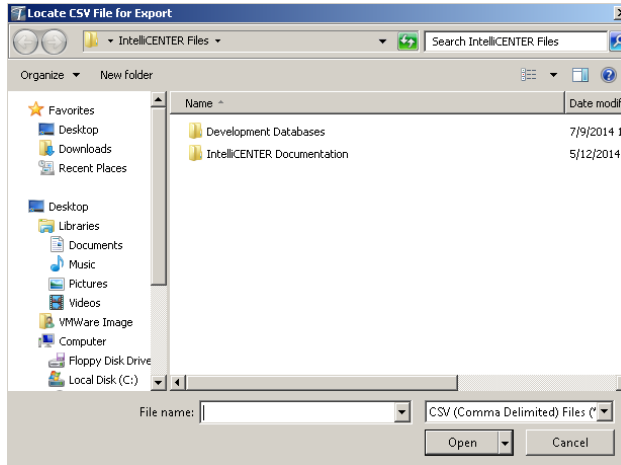 Locate CSV File for Export
IntelliCENTER Files
Search IntelliCENTER Files
Organize
New folder
Name
Date modif
Favorites
Desktop
Downloads
Recent Places
Desktop
Libraries
Documents
Music
Pictures
Videos
VMWare Image
Computer
Floppy Disk Drive
Local Disk (C:)
Development Databases
7/9/2014 1
IntelliCENTER Documentation
5/12/2014
File name:
CSV (Comma Delimited) Files (*
Open
Cancel